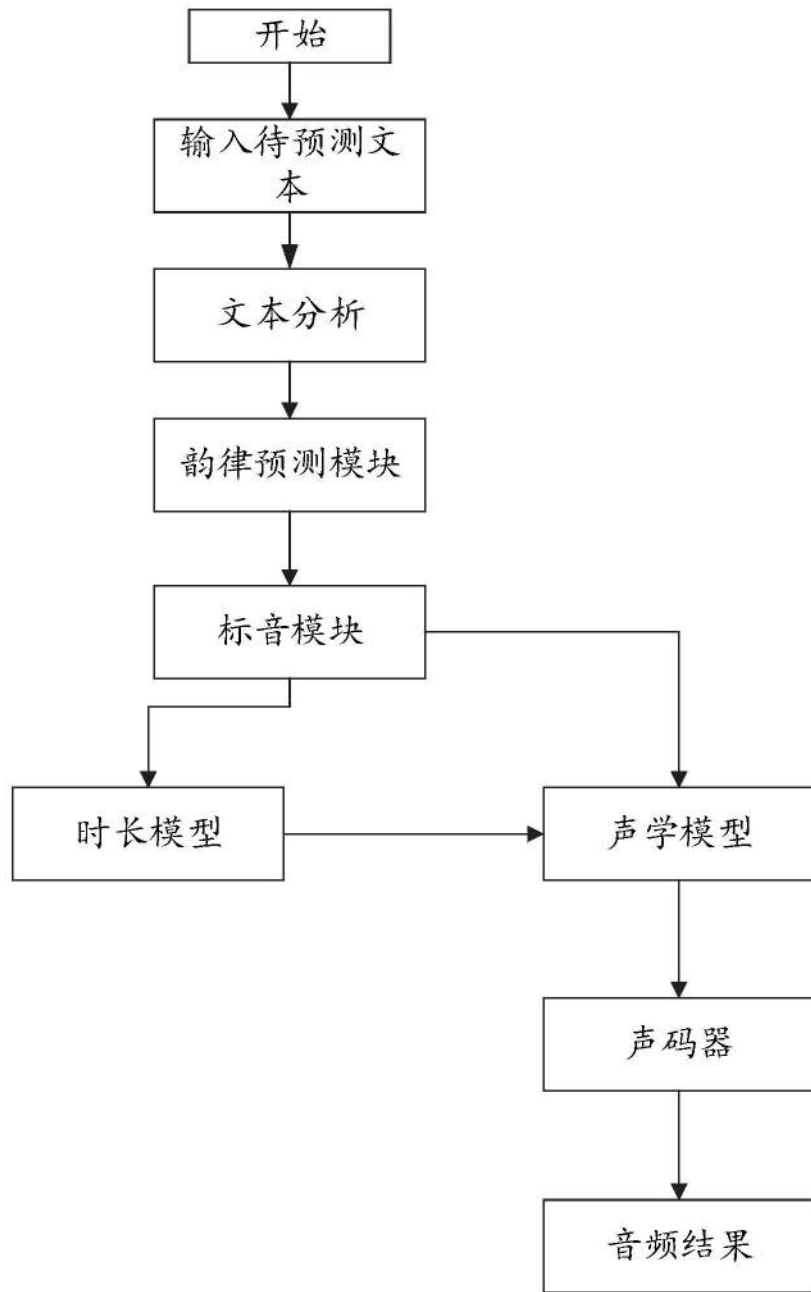 开始
输入待预测文
本
文本分析
韵律预测模块
标音模块
时长模型
声学模型
声码器
音频结果